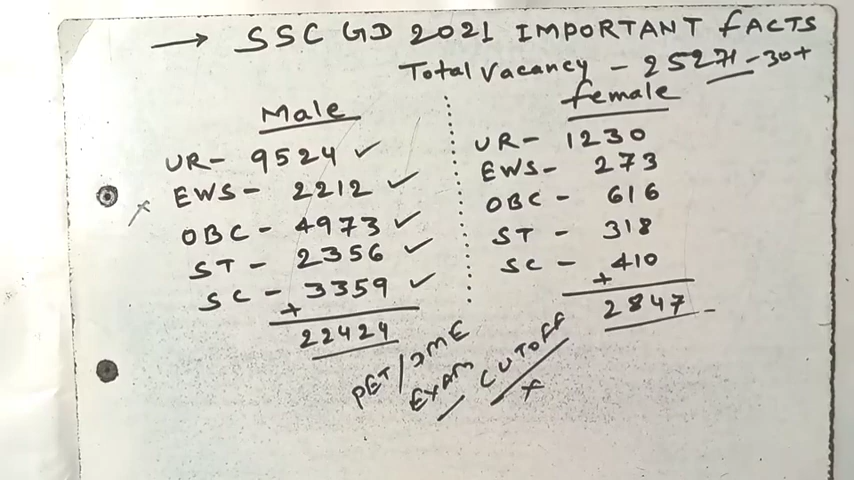 → SSC GD 2021 IMPORTANT FACTS
Total Vacancy - 25271 - 30+
Male
UR - 9524 ✓
EWS - 2212 ✓
OBC - 4973 ✓
ST - 2356 ✓
SC - 3359 ✓
+
22424
female
UR - 1230
EWS - 273
OBC - 616
ST - 318
SC - 410
+
2847
PET/DME
EXAM
CUTOFF